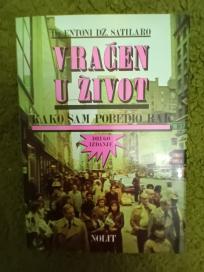 Dr ENTONI DŽ. SATILARO
VRAĆEN
U ŽIVOT
KAKO SAM POBEDIO RAK
DRUGO
IZDANJE
NOLIT